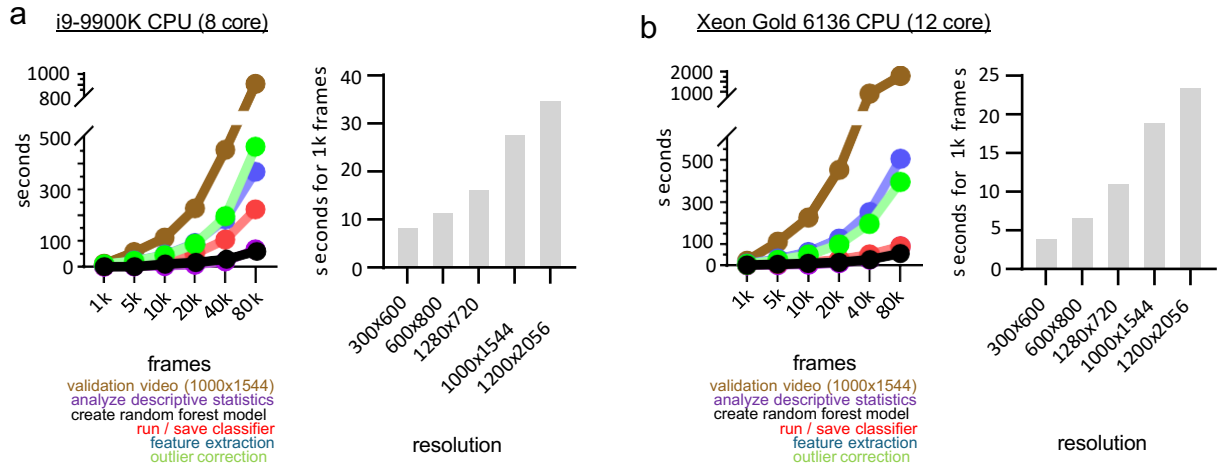 a
i9-9900K CPU (8 core)
1000
800
500
300
100
0
seconds
1k
5k
10k
20k
40k
80k
frames
validation video (1000x1544)
analyze descriptive statistics
create random forest model
run / save classifier
feature extraction
outlier correction
40
30
20
10
0
seconds for 1k frames
300x600
600x800
1280x720
1000x1544
1200x2056
resolution
b
Xeon Gold 6136 CPU (12 core)
2000
1000
500
300
100
0
seconds
1k
5k
10k
20k
40k
80k
frames
validation video (1000x1544)
analyze descriptive statistics
create random forest model
run / save classifier
feature extraction
outlier correction
25
20
15
10
5
0
seconds for 1k frames
300x600
600x800
1280x720
1000x1544
1200x2056
resolution